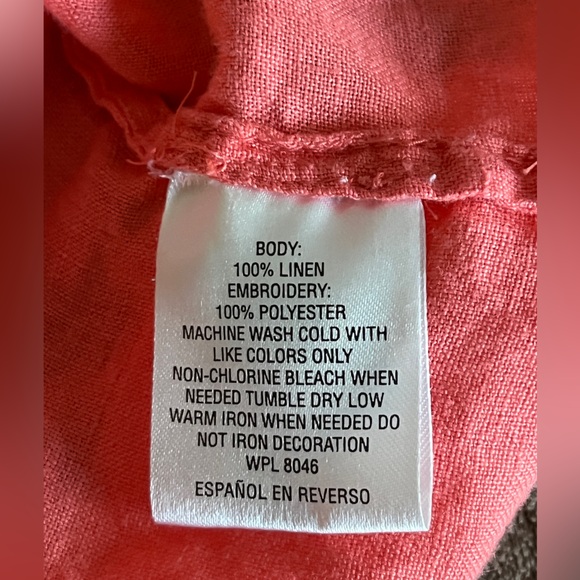 BODY:
100% LINEN
EMBROIDERY:
100% POLYESTER
MACHINE WASH COLD WITH
LIKE COLORS ONLY
NON-CHLORINE BLEACH WHEN
NEEDED TUMBLE DRY LOW
WARM IRON WHEN NEEDED DO
NOT IRON DECORATION
WPL 8046
ESPAÑOL EN REVERSO